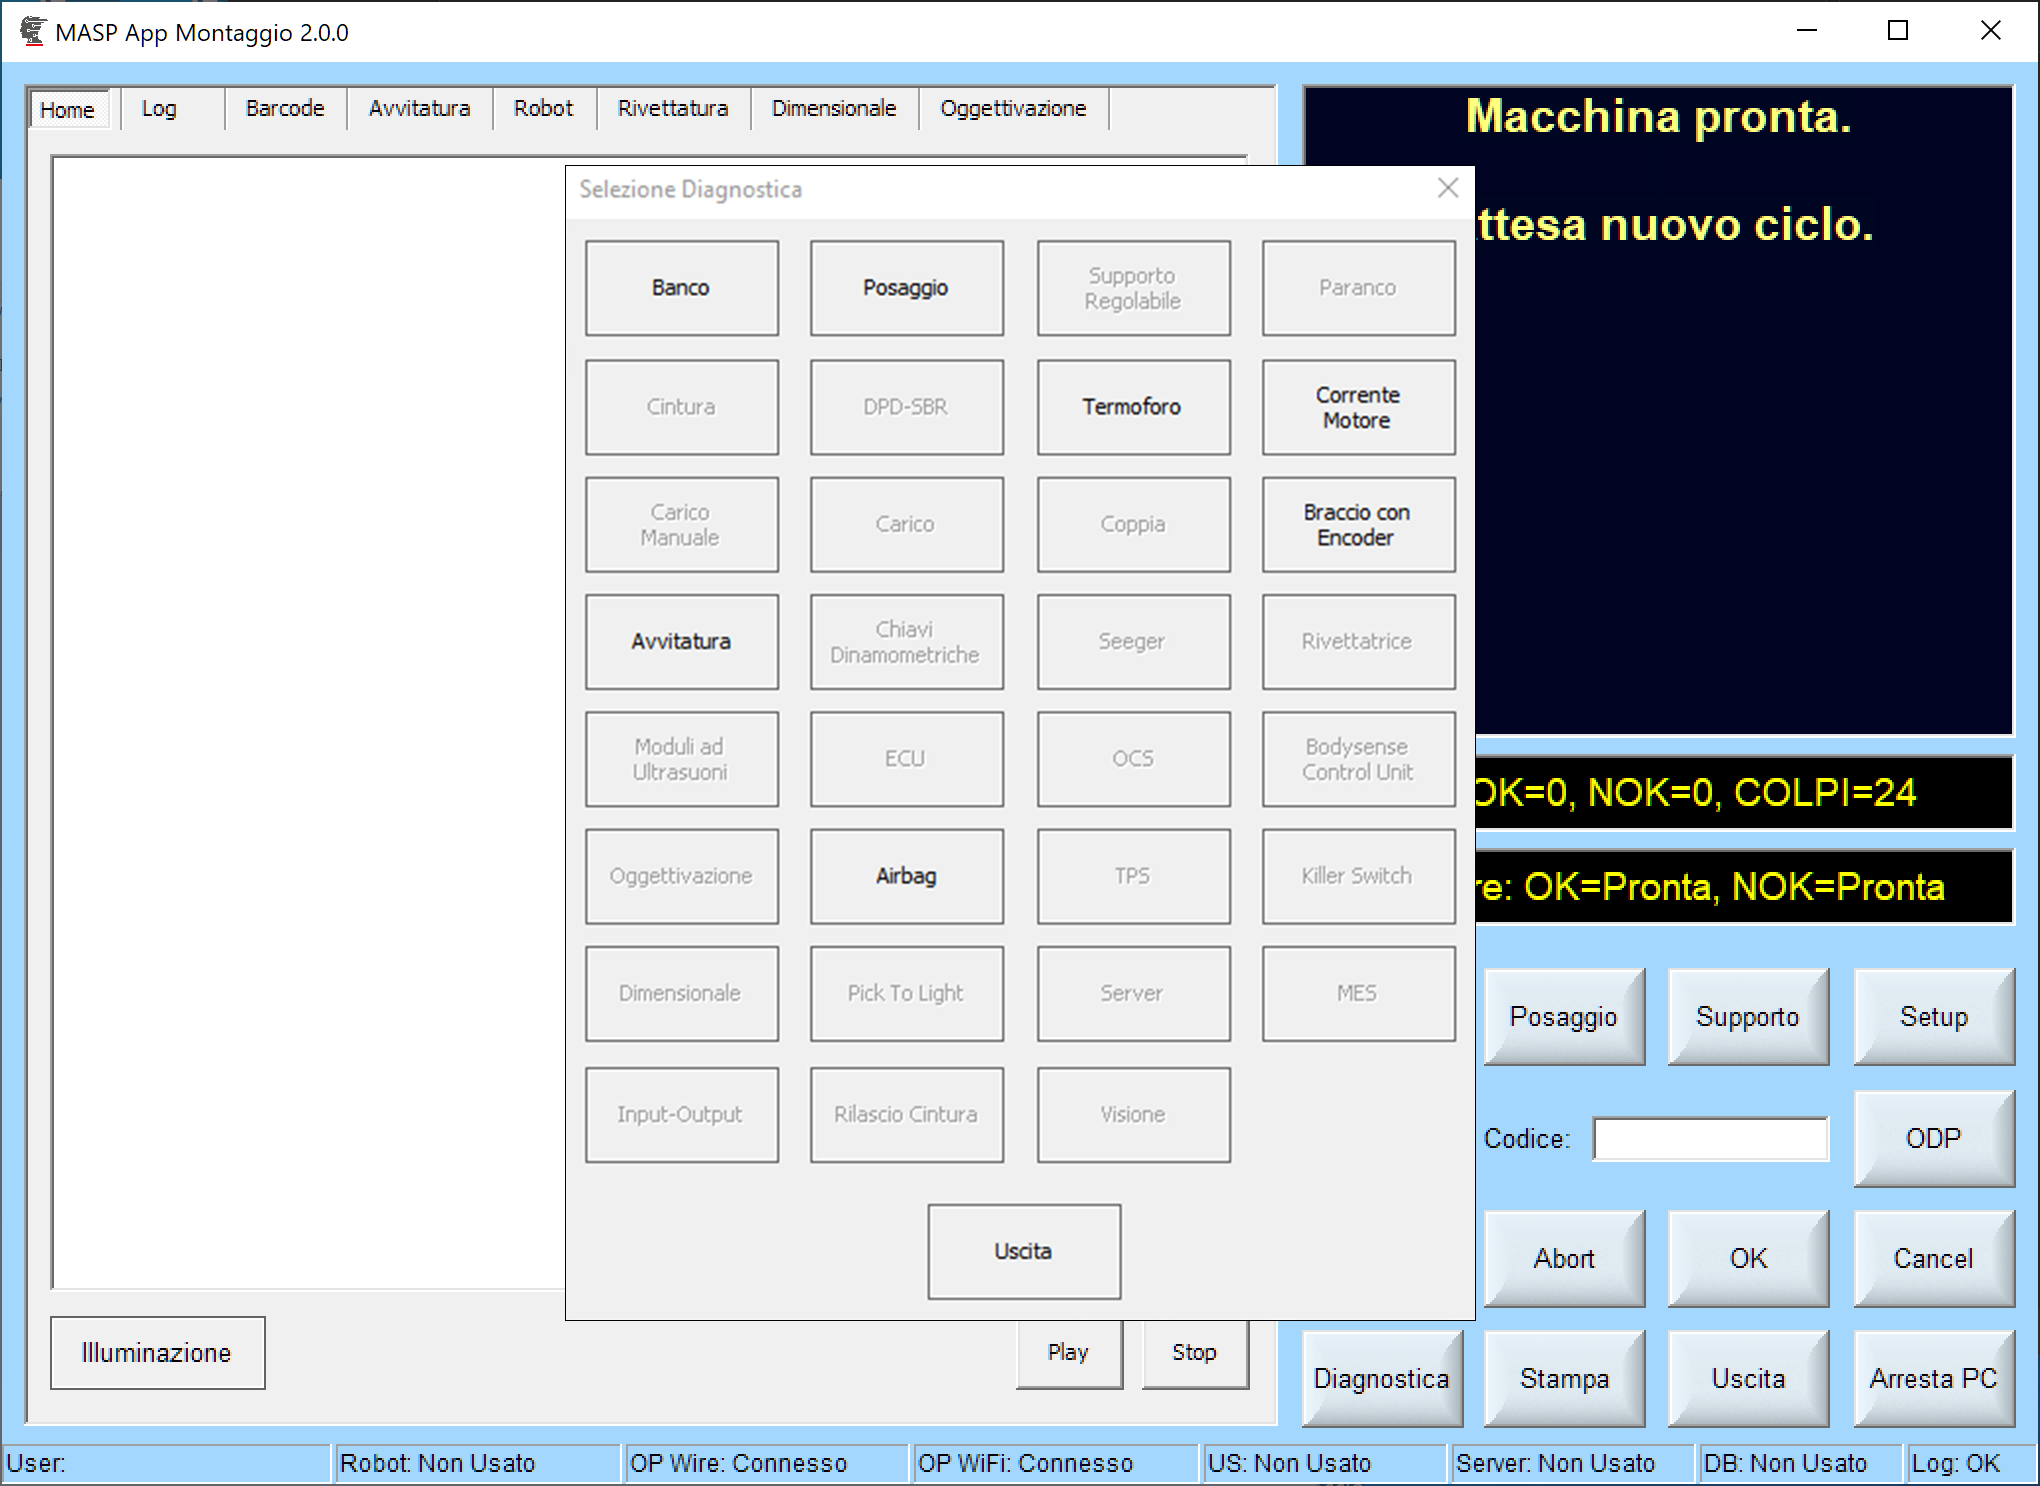 MASP App Montaggio 2.0.0
Home Log Barcode Avvitatura Robot Rivettatura Dimensionale Oggettivazione
Macchina pronta.
ttesa nuovo ciclo.
Selezione Diagnostica
Banco
Posaggio
Supporto
Regolabile
Paranco
Cintura
DPD-SBR
Termoforo
Corrente
Motore
Carico
Manuale
Carico
Coppia
Braccio con
Encoder
Avvitatura
Chiavi
Dinamometriche
Seeger
Rivettatrice
Moduli ad
Ultrasuoni
ECU
OCS
Bodysense
Control Unit
Oggettivazione
Airbag
TPS
Killer Switch
Dimensionale
Pick To Light
Server
MES
Input-Output
Rilascio Cintura
Visione
Uscita
OK=0, NOK=0, COLPI=24
re: OK=Pronta, NOK=Pronta
Posaggio
Supporto
Setup
Codice:
ODP
Abort
OK
Cancel
Illuminazione
Play
Stop
Diagnostica
Stampa
Uscita
Arresta PC
User:
Robot: Non Usato
OP Wire: Connesso
OP WiFi: Connesso
US: Non Usato
Server: Non Usato
DB: Non Usato
Log: OK